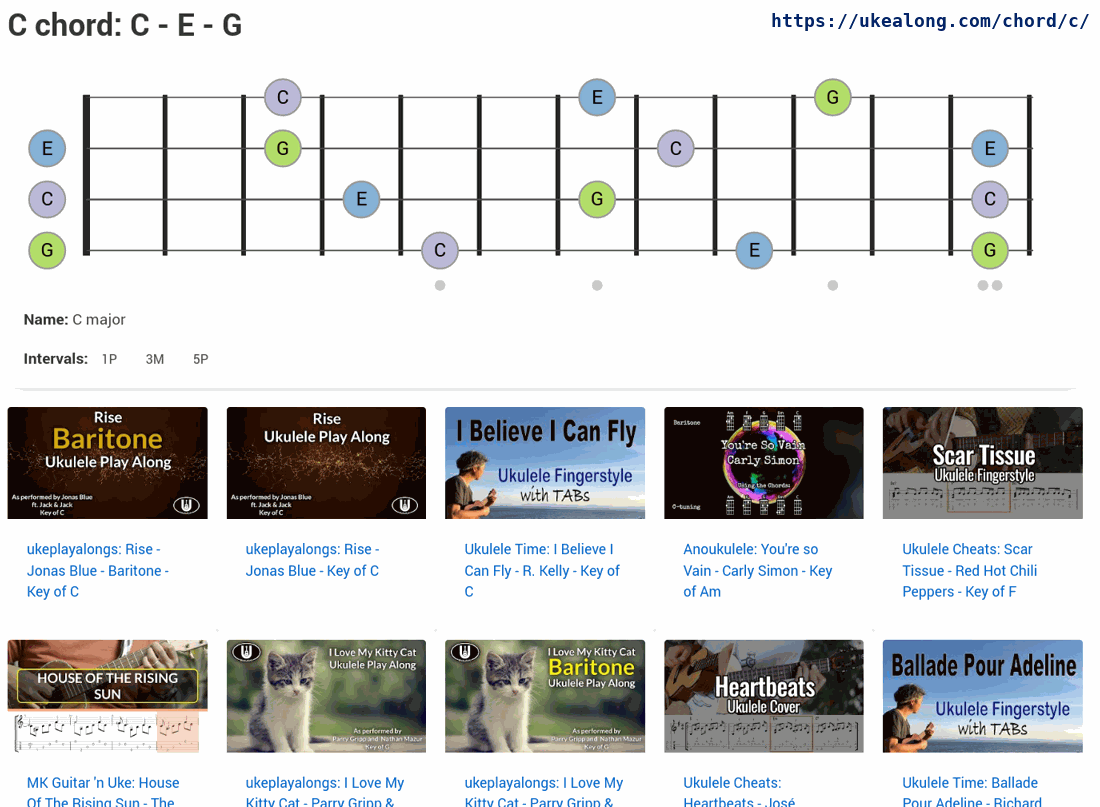 C chord: C - E - G
https://ukealong.com/chord/c/
C E G
E G C E
C E G C
G C E G
Name: C major
Intervals: 1P 3M 5P
Rise
Baritone
Ukulele Play Along
As performed by Jonas Blue
ft. Jack & Jack
Key of C
Rise
Ukulele Play Along
As performed by Jonas Blue
ft. Jack & Jack
Key of C
I Believe I Can Fly
Ukulele Fingerstyle
with TABs
Baritone
Am F G Em C
You're So Vain
Carly Simon
Using the Chords:
C-tuning
Scar Tissue
Ukulele Fingerstyle
ukeplayalongs: Rise -
Jonas Blue - Baritone -
Key of C
ukeplayalongs: Rise -
Jonas Blue - Key of C
Ukulele Time: I Believe I
Can Fly - R. Kelly - Key of
C
Anoukulele: You're so
Vain - Carly Simon - Key
of Am
Ukulele Cheats: Scar
Tissue - Red Hot Chili
Peppers - Key of F
HOUSE OF THE RISING
SUN
I Love My Kitty Cat
Ukulele Play Along
As performed by
Parry Gripp and Nathan Mazur
Key of G
I Love My Kitty Cat
Baritone
Ukulele Play Along
As performed by
Parry Gripp and Nathan Mazur
Key of G
Heartbeats
Ukulele Cover
Ballade Pour Adeline
Ukulele Fingerstyle
with TABs
MK Guitar 'n Uke: House
Of The Rising Sun - The
ukeplayalongs: I Love My
Kitty Cat - Parry Gripp &
ukeplayalongs: I Love My
Kitty Cat - Parry Gripp &
Ukulele Cheats:
Heartbeats - José
Ukulele Time: Ballade
Pour Adeline - Richard